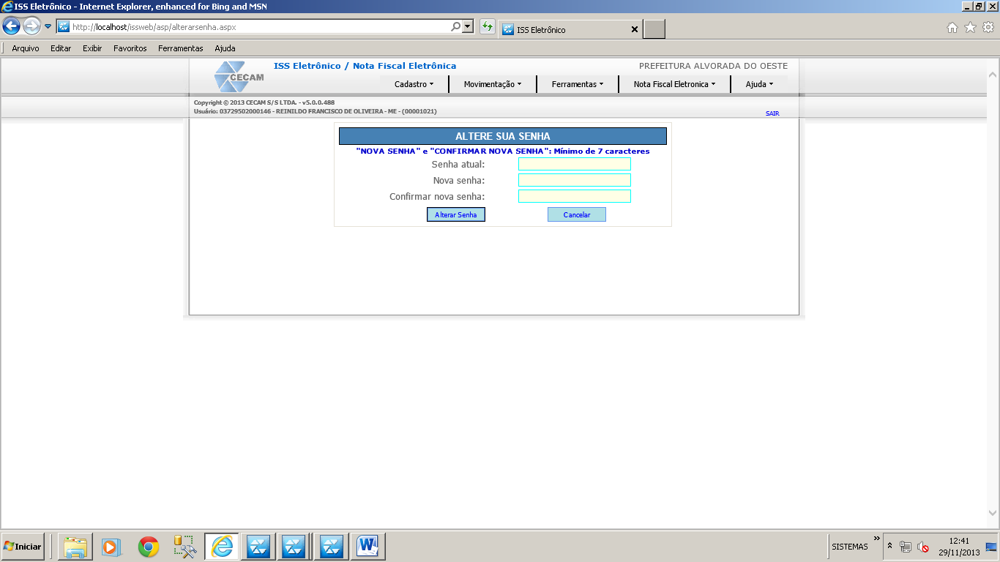 ISS Eletrônico - Internet Explorer, enhanced for Bing and MSN
http://localhost/issweb/asp/alterarsenha.aspx
ISS Eletrônico
Arquivo Editar Exibir Favoritos Ferramentas Ajuda
CECAM
ISS Eletrônico / Nota Fiscal Eletrônica
PREFEITURA ALVORADA DO OESTE
Cadastro Movimentação Ferramentas Nota Fiscal Eletronica Ajuda
Copyright © 2013 CECAM S/S LTDA. - v5.0.0.488
Usuário: 03729502000146 - REINILDO FRANCISCO DE OLIVEIRA - ME - (00001021)
SAIR
ALTERE SUA SENHA
"NOVA SENHA" e "CONFIRMAR NOVA SENHA": Mínimo de 7 caracteres
Senha atual:
Nova senha:
Confirmar nova senha:
Alterar Senha Cancelar
Iniciar
SISTEMAS
12:41
29/11/2013